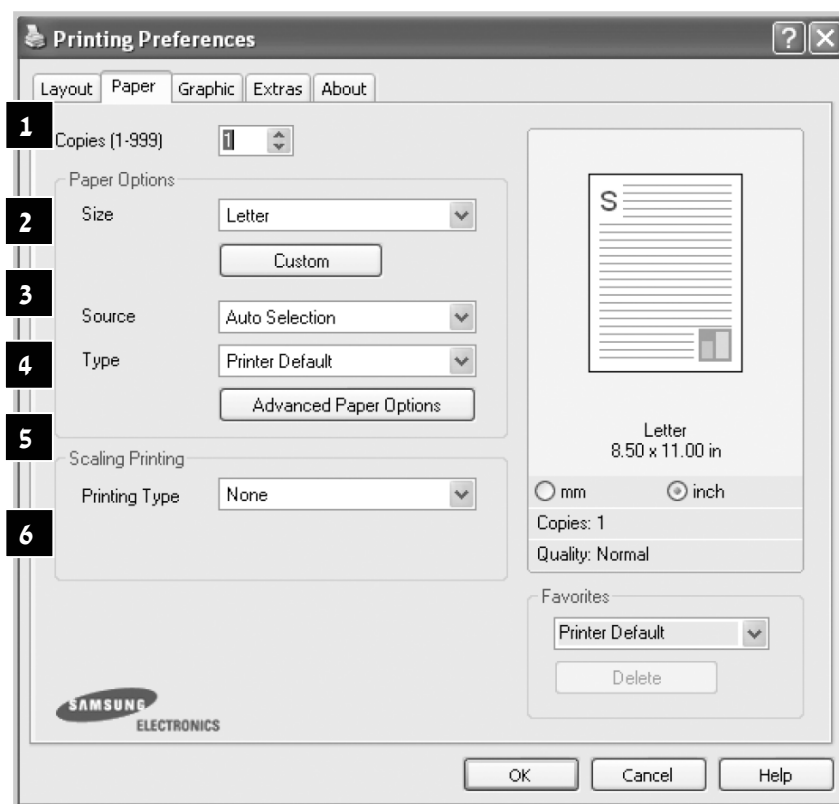 Printing Preferences
Layout Paper Graphic Extras About
1
Copies (1-999) 1
Paper Options
2
Size Letter
Custom
3
Source Auto Selection
4
Type Printer Default
Advanced Paper Options
5
Scaling Printing
Printing Type None
6
S
Letter
8.50 x 11.00 in
mm inch
Copies: 1
Quality: Normal
Favorites
Printer Default
Delete
SAMSUNG
ELECTRONICS
OK Cancel Help